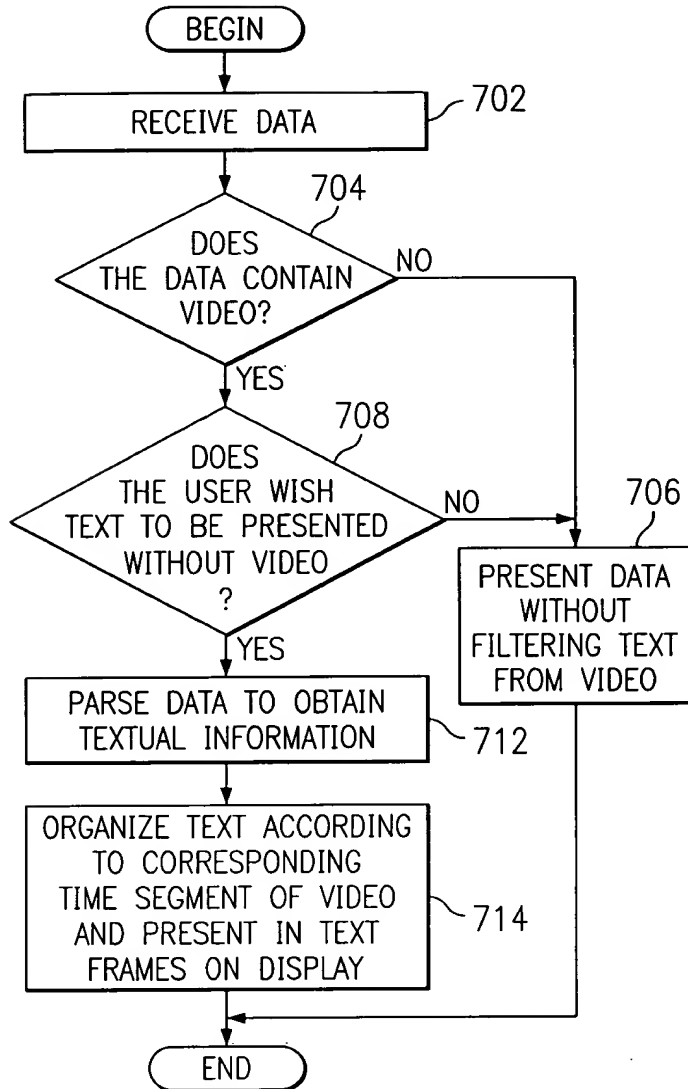 BEGIN
RECEIVE DATA
702
704
DOES
THE DATA CONTAIN
VIDEO?
NO
YES
708
DOES
THE USER WISH
TEXT TO BE PRESENTED
WITHOUT VIDEO
?
NO
YES
706
PRESENT DATA
WITHOUT
FILTERING TEXT
FROM VIDEO
PARSE DATA TO OBTAIN
TEXTUAL INFORMATION
712
ORGANIZE TEXT ACCORDING
TO CORRESPONDING
TIME SEGMENT OF VIDEO
AND PRESENT IN TEXT
FRAMES ON DISPLAY
714
END